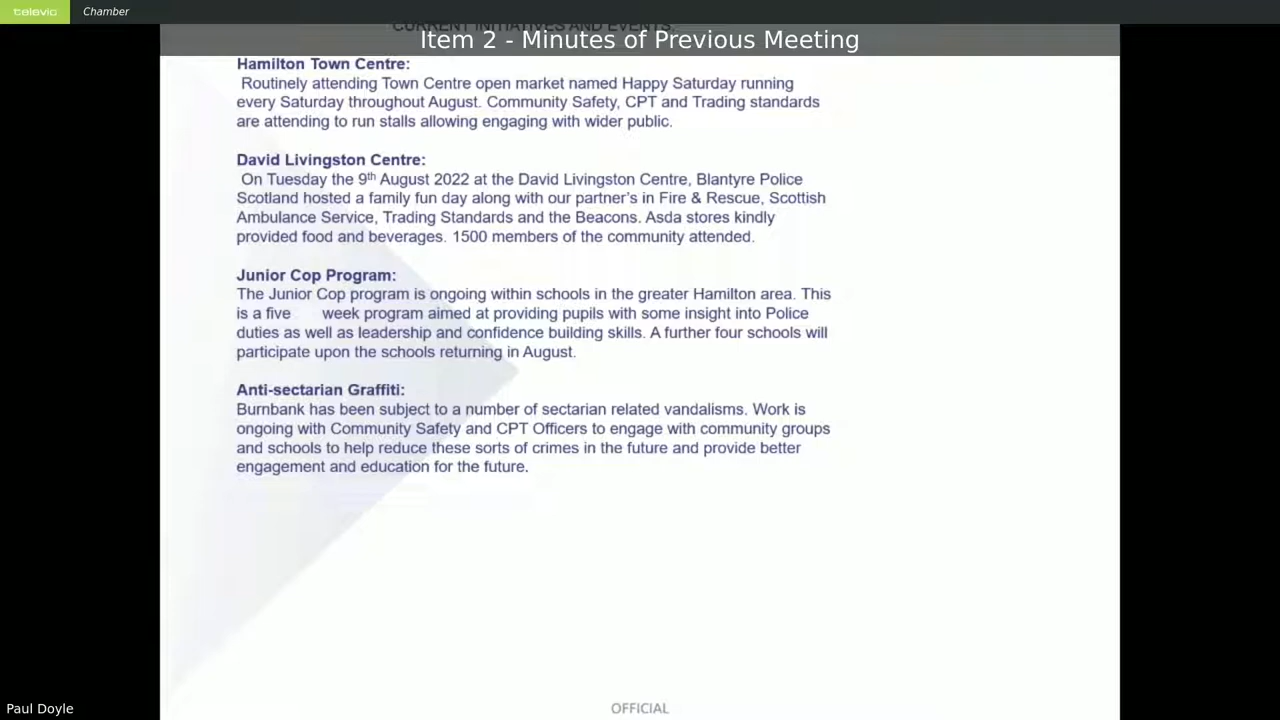 televic Chamber
CURRENT INITIATIVES AND EVENTS:
Item 2 - Minutes of Previous Meeting
Hamilton Town Centre:
Routinely attending Town Centre open market named Happy Saturday running
every Saturday throughout August. Community Safety, CPT and Trading standards
are attending to run stalls allowing engaging with wider public.
David Livingston Centre:
On Tuesday the 9th August 2022 at the David Livingston Centre, Blantyre Police
Scotland hosted a family fun day along with our partner's in Fire & Rescue, Scottish
Ambulance Service, Trading Standards and the Beacons. Asda stores kindly
provided food and beverages. 1500 members of the community attended.
Junior Cop Program:
The Junior Cop program is ongoing within schools in the greater Hamilton area. This
is a five week program aimed at providing pupils with some insight into Police
duties as well as leadership and confidence building skills. A further four schools will
participate upon the schools returning in August.
Anti-sectarian Graffiti:
Burnbank has been subject to a number of sectarian related vandalisms. Work is
ongoing with Community Safety and CPT Officers to engage with community groups
and schools to help reduce these sorts of crimes in the future and provide better
engagement and education for the future.
Paul Doyle
OFFICIAL